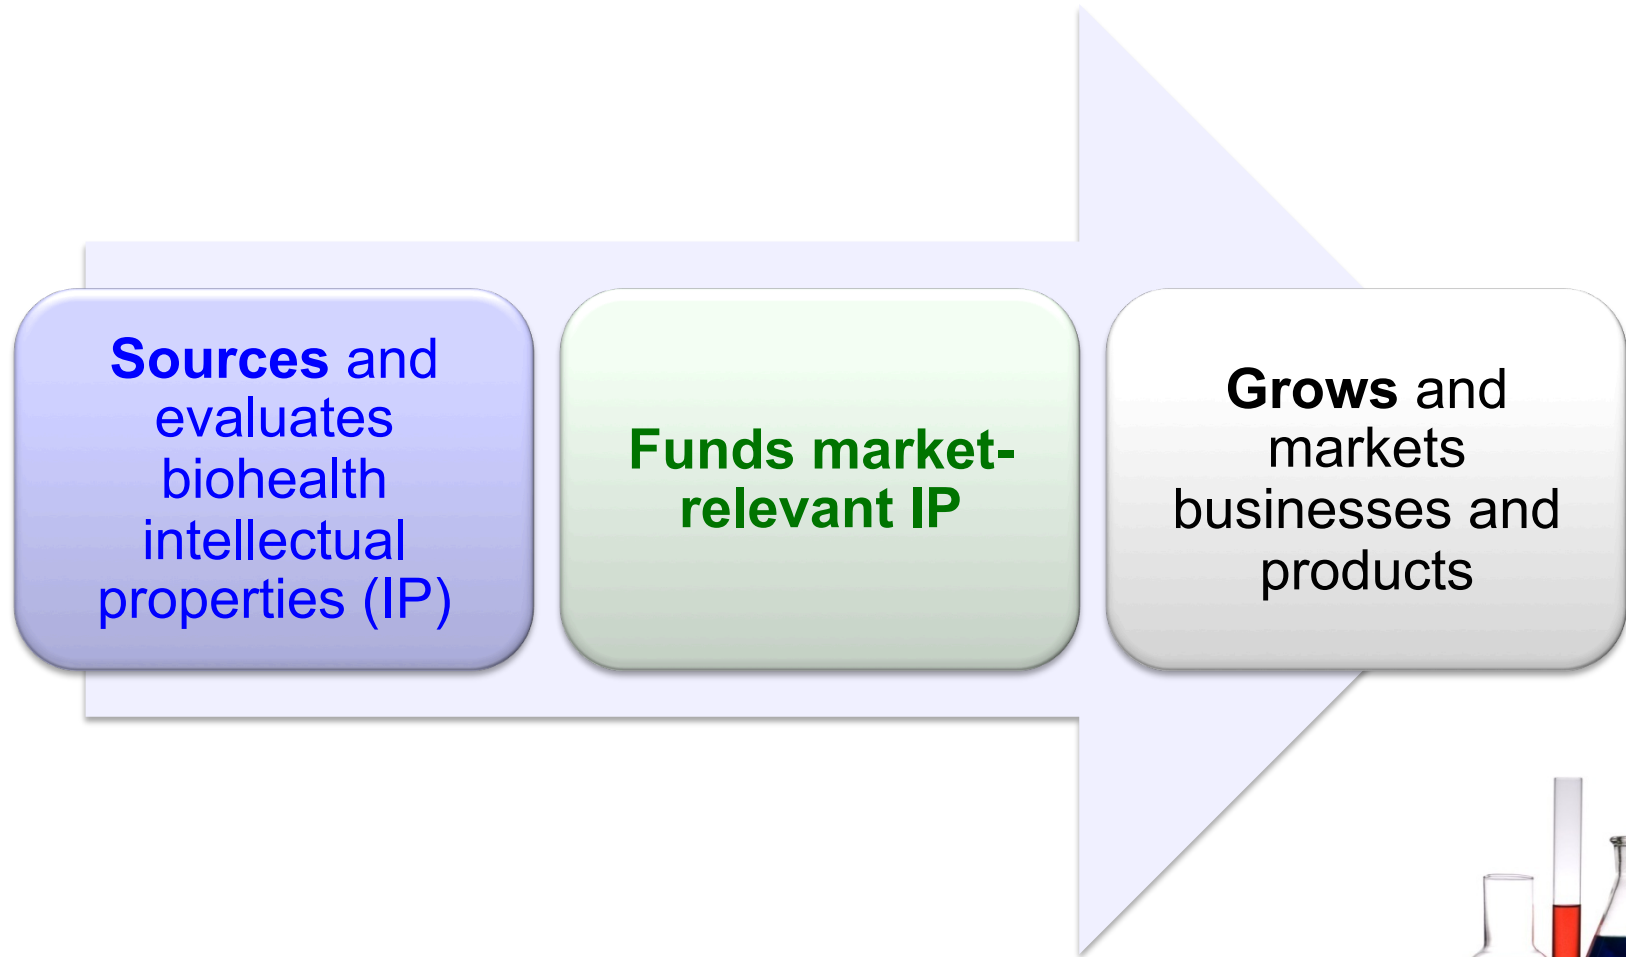 Sources and
evaluates
biohealth
intellectual
properties (IP)
Funds market-
relevant IP
Grows and
markets
businesses and
products